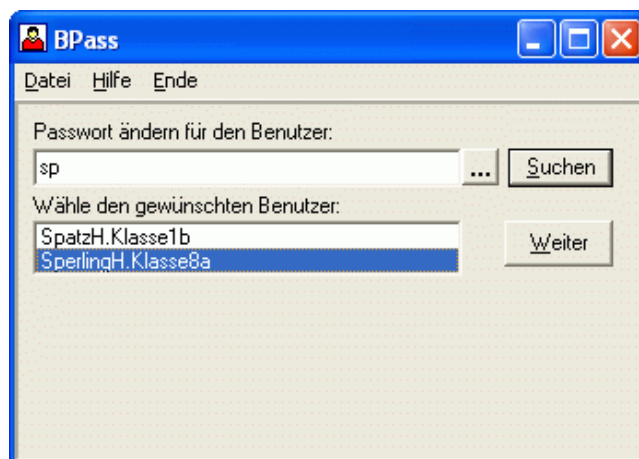 BPass
Datei Hilfe Ende
Passwort ändern für den Benutzer:
sp ... Suchen
Wähle den gewünschten Benutzer:
SpatzH.Klasse1b
SperlingH.Klasse8a
Weiter